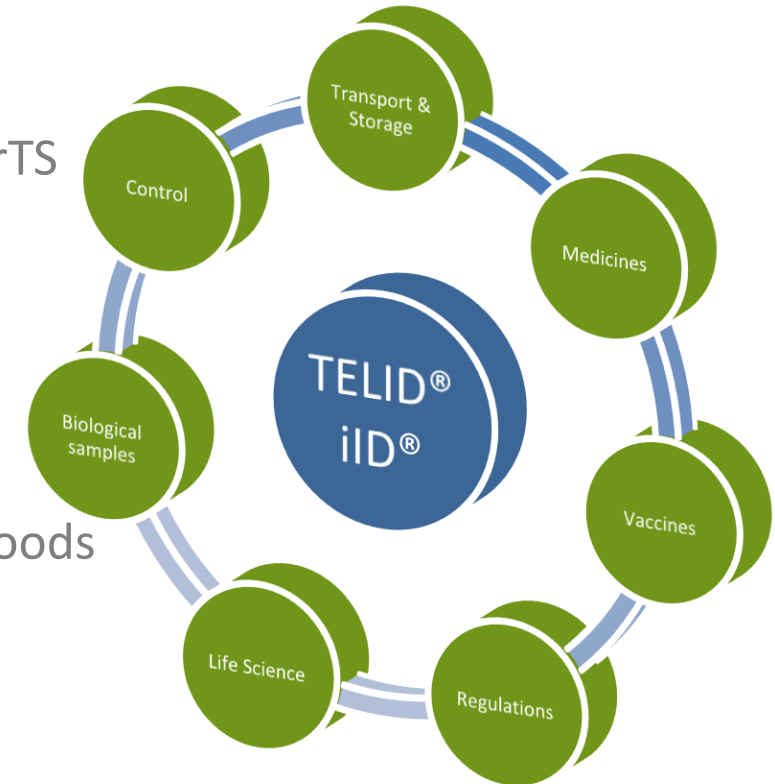 Transport &
Storage
rTS
Control
Medicines
TELID®
iID®
Biological
samples
Vaccines
oods
Life Science
Regulations